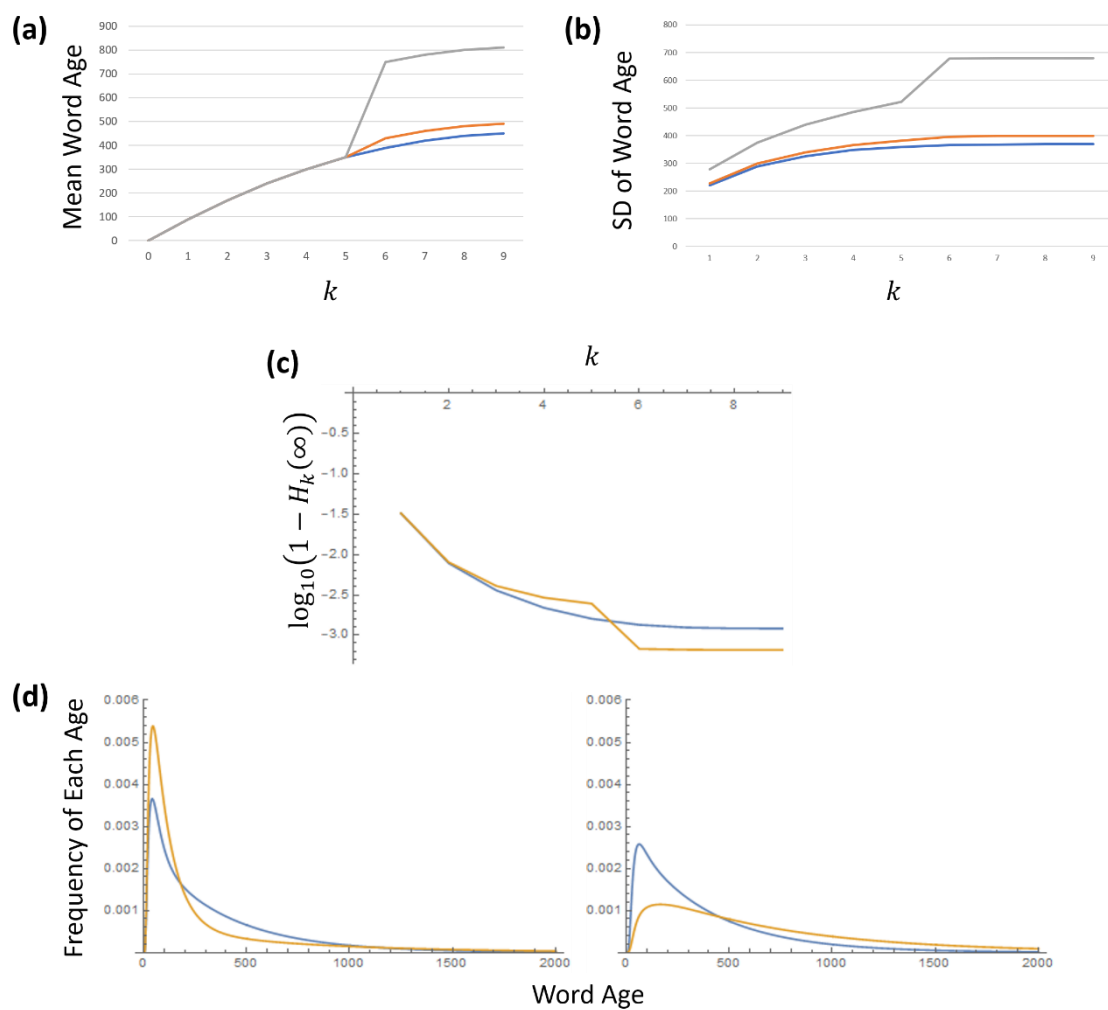 (a)
Mean Word Age
900
800
700
600
500
400
300
200
100
0
0 1 2 3 4 5 6 7 8 9
k
(b)
SD of Word Age
800
700
600
500
400
300
200
100
0
1 2 3 4 5 6 7 8 9
k
(c)
k
2 4 6 8
log₁₀(1 − Hₖ(∞))
-0.5
-1.0
-1.5
-2.0
-2.5
-3.0
(d)
Frequency of Each Age
0.006
0.005
0.004
0.003
0.002
0.001
0 500 1000 1500 2000
0.006
0.005
0.004
0.003
0.002
0.001
0 500 1000 1500 2000
Word Age